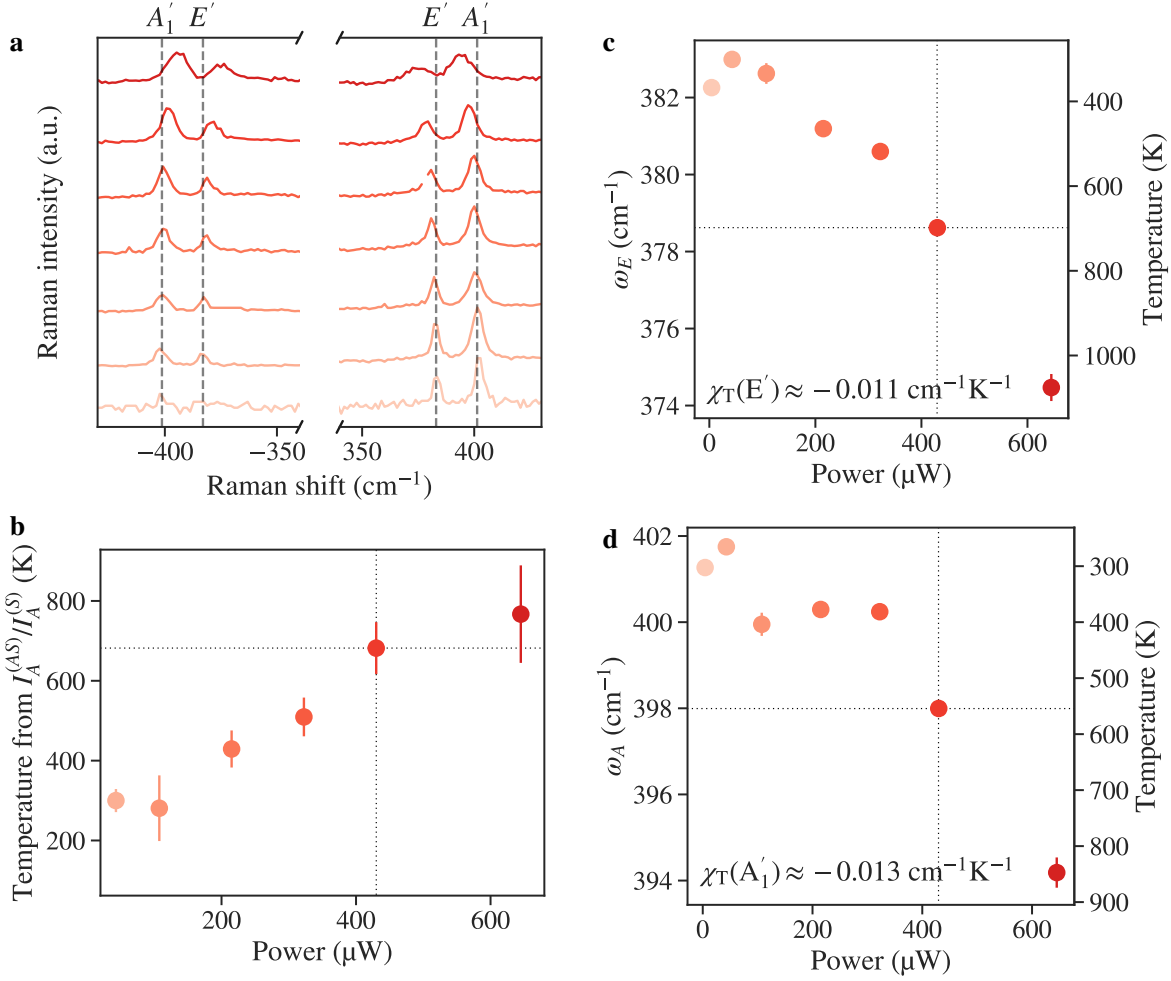 a
A₁′ E′ E′ A₁′
Raman intensity (a.u.)
−400 −350 350 400
Raman shift (cm⁻¹)
b
Temperature from I_A^(AS)/I_A^(S) (K)
800
600
400
200
200 400 600
Power (µW)
c
ω_E (cm⁻¹)
382
380
378
376
374
χ_T(E′) ≈ −0.011 cm⁻¹K⁻¹
0 200 400 600
Power (µW)
400
600
800
1000
Temperature (K)
d
ω_A (cm⁻¹)
402
400
398
396
394
χ_T(A₁′) ≈ −0.013 cm⁻¹K⁻¹
0 200 400 600
Power (µW)
300
400
500
600
700
800
900
Temperature (K)